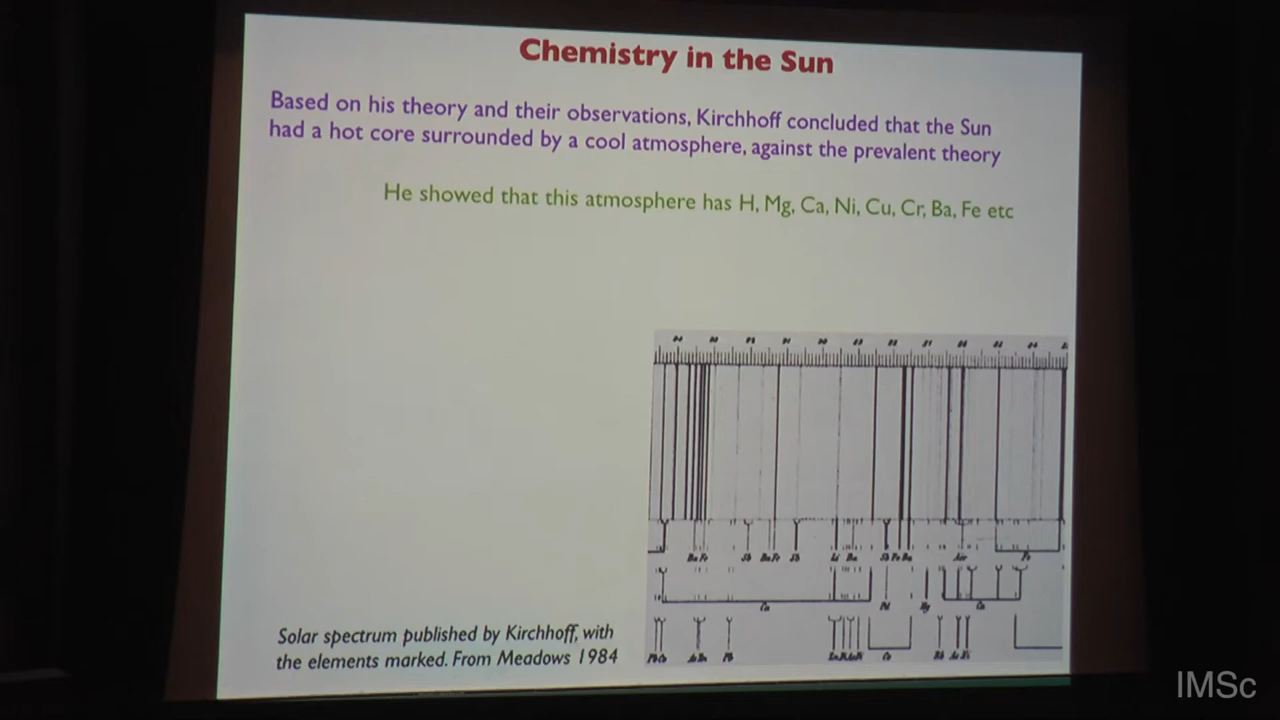 Chemistry in the Sun
Based on his theory and their observations, Kirchhoff concluded that the Sun
had a hot core surrounded by a cool atmosphere, against the prevalent theory
He showed that this atmosphere has H, Mg, Ca, Ni, Cu, Cr, Ba, Fe etc
Solar spectrum published by Kirchhoff, with
the elements marked. From Meadows 1984
IMSc